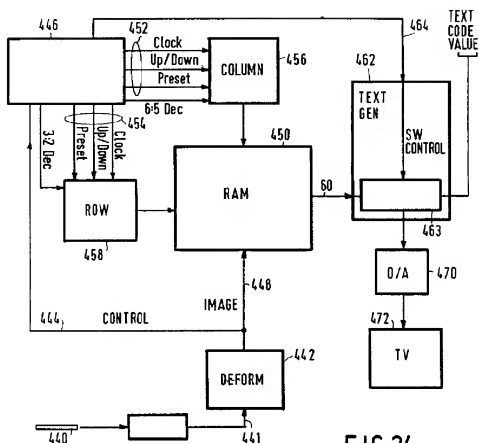 446
452
Clock
Up/Down
Preset
6:5 Dec
COLUMN
456
464
TEXT
CODE
VALUE
462
TEXT
GEN
SW
CONTROL
463
454
3:2 Dec
Preset
Up/Down
Clock
ROW
458
450
RAM
60
IMAGE
448
444
CONTROL
D/A
470
472
TV
442
DEFORM
440
441